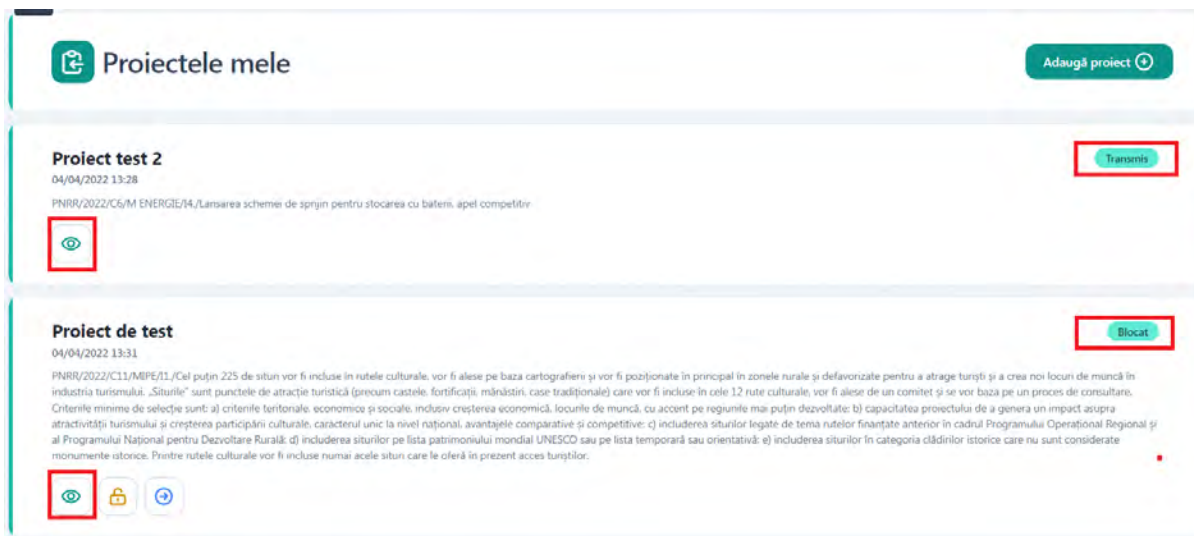 Proiectele mele
Adaugă proiect
Proiect test 2
Transmis
04/04/2022 13:28
PNRR/2022/C6/M ENERGIE/I4./Lansarea schemei de sprijin pentru stocarea cu baterii, apel competitiv
Proiect de test
Blocat
04/04/2022 13:31
PNRR/2022/C11/MIPE/I1./Cel puțin 225 de situri vor fi incluse în rutele culturale, vor fi alese pe baza cartografierii și vor fi poziționate în principal în zonele rurale și defavorizate pentru a atrage turiști și a crea noi locuri de muncă în
industria turismului. „Siturile” sunt punctele de atracție turistică (precum castele, fortificații, mănăstiri, case tradiționale) care vor fi incluse în cele 12 rute culturale, vor fi alese de un comitet și se vor baza pe un proces de consultare.
Criteriile minime de selecție sunt: a) criteriile teritoriale, economice și sociale, inclusiv creșterea economică, locurile de muncă, cu accent pe regiunile mai puțin dezvoltate; b) capacitatea proiectului de a genera un impact asupra
atractivității turismului și creșterea participării culturale, caracterul unic la nivel național, avantajele comparative și competitive; c) includerea siturilor legate de tema rutelor finanțate anterior în cadrul Programului Operațional Regional și
al Programului Național pentru Dezvoltare Rurală; d) includerea siturilor pe lista patrimoniului mondial UNESCO sau pe lista temporară sau orientativă; e) includerea siturilor în categoria clădirilor istorice care nu sunt considerate
monumente istorice. Printre rutele culturale vor fi incluse numai acele situri care le oferă în prezent acces turiștilor.